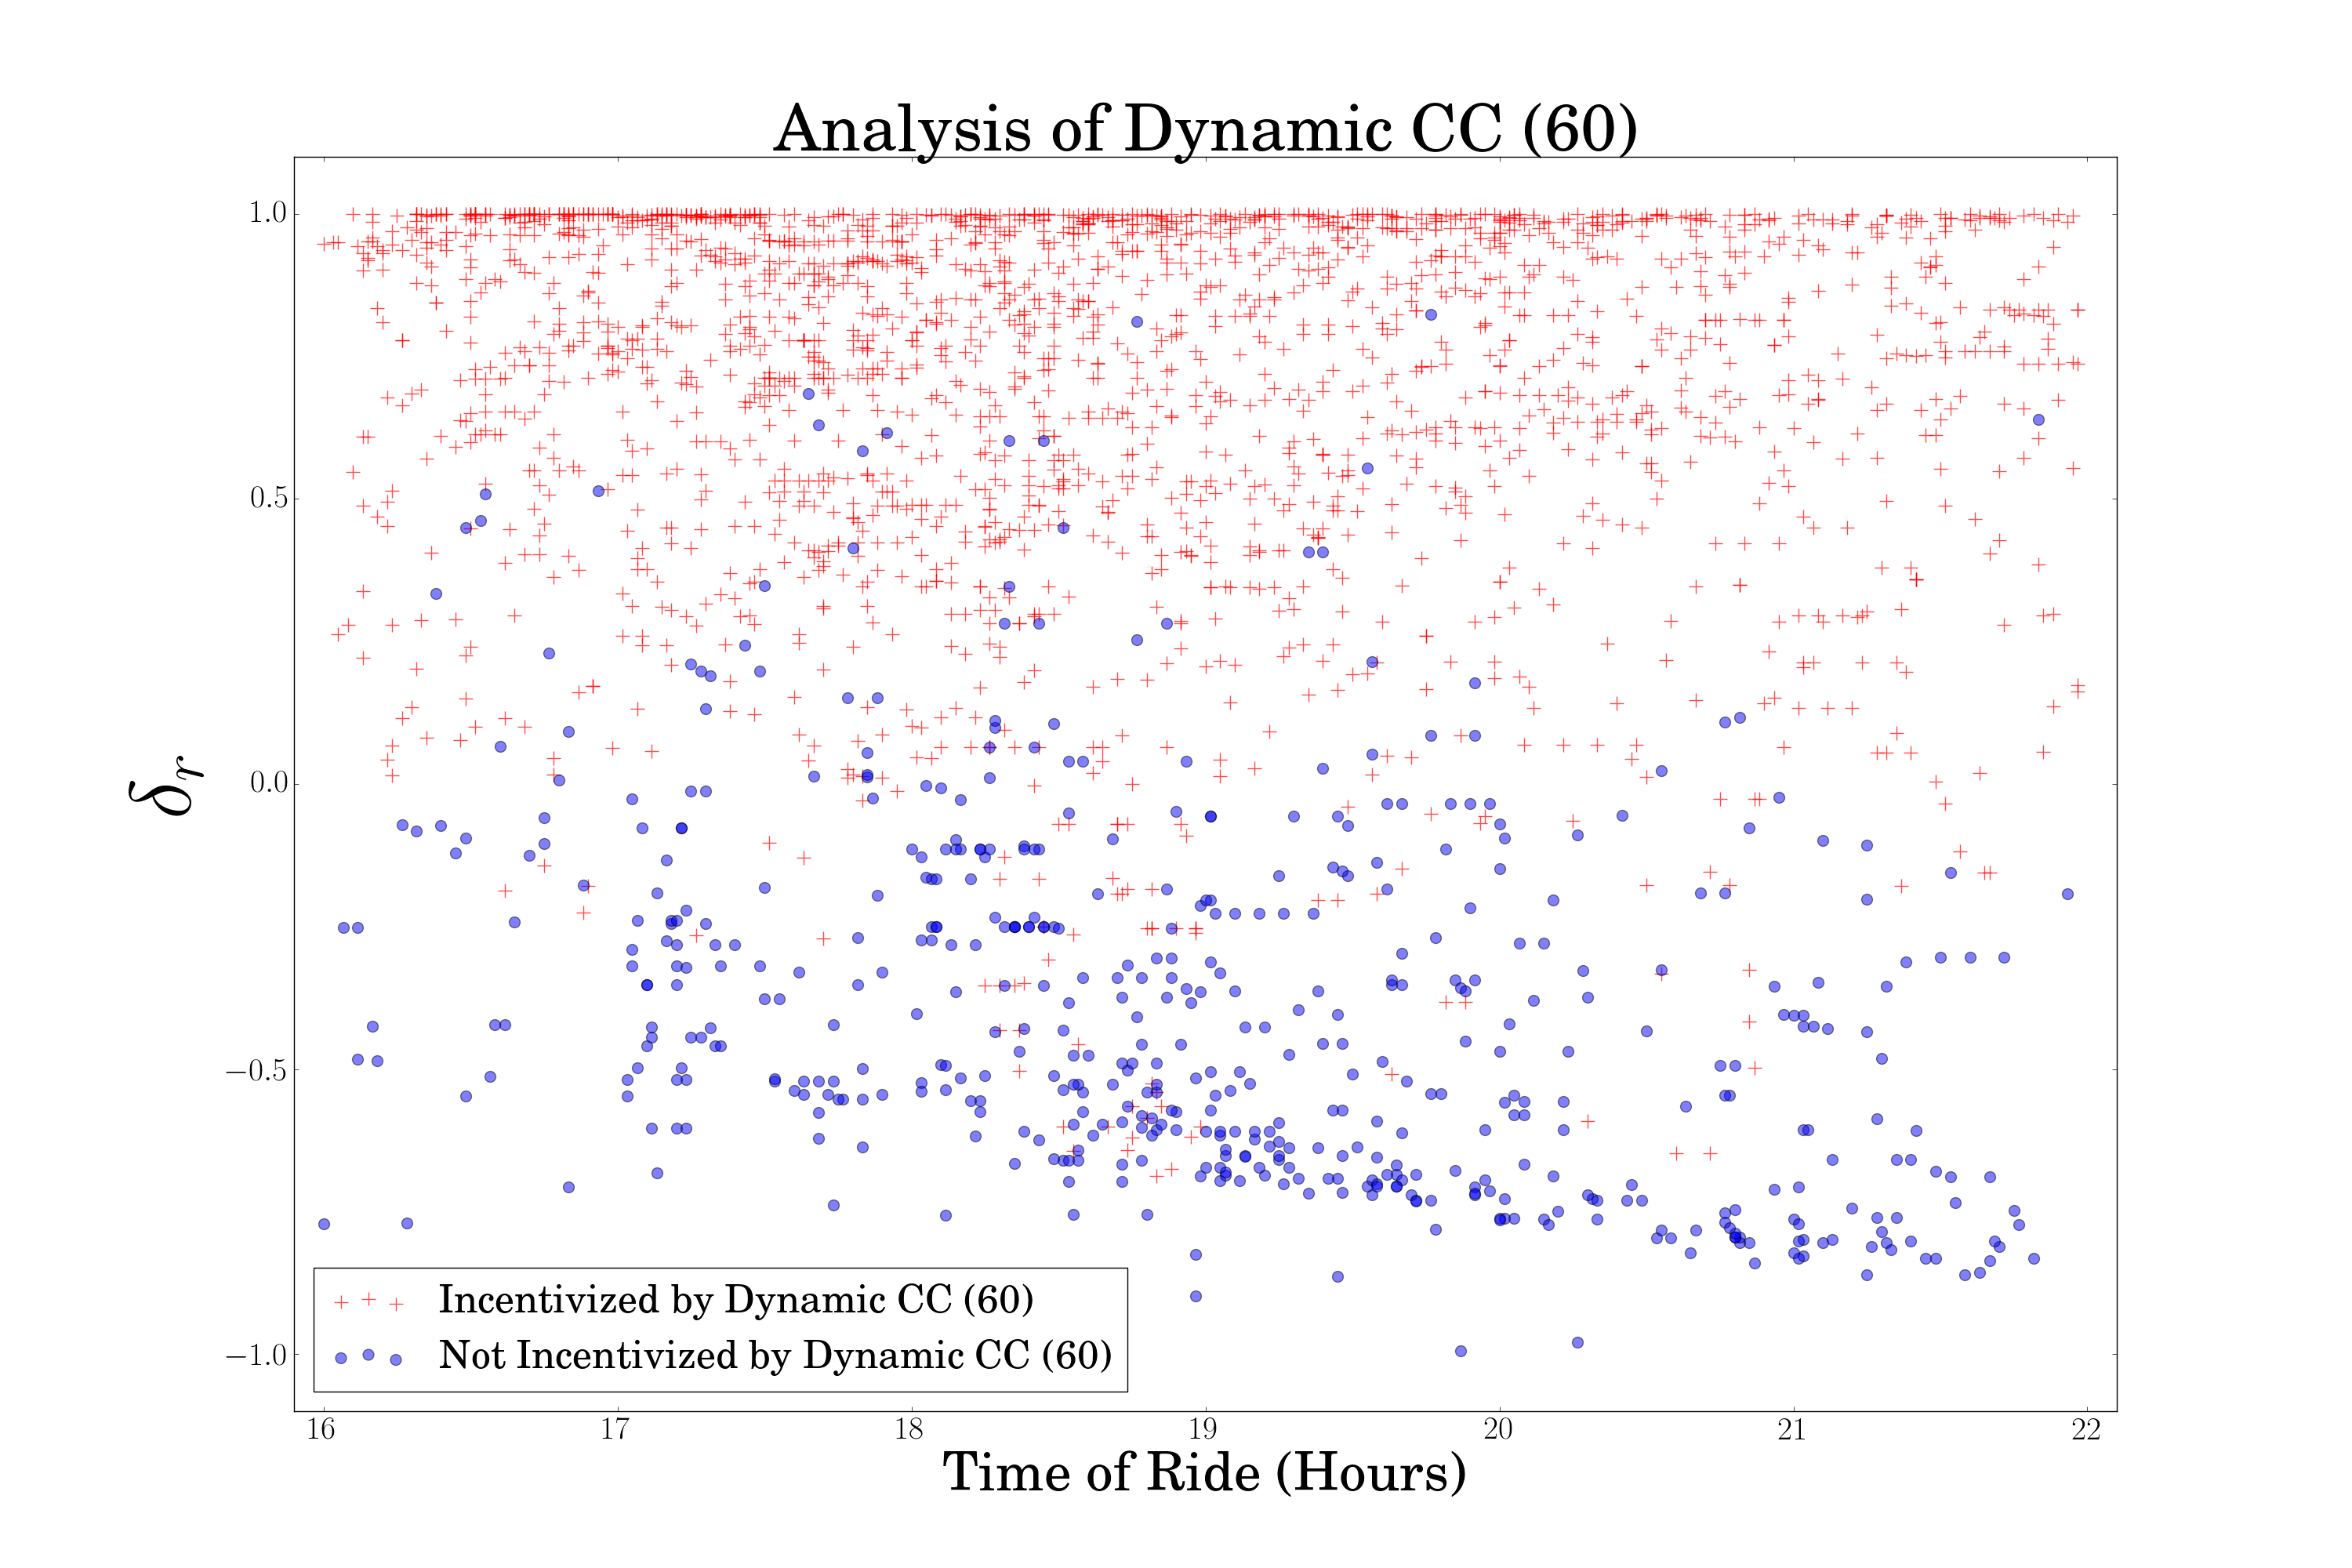 Analysis of Dynamic CC (60)
1.0
0.5
0.0
−0.5
−1.0
δr
Incentivized by Dynamic CC (60)
Not Incentivized by Dynamic CC (60)
16 17 18 19 20 21 22
Time of Ride (Hours)